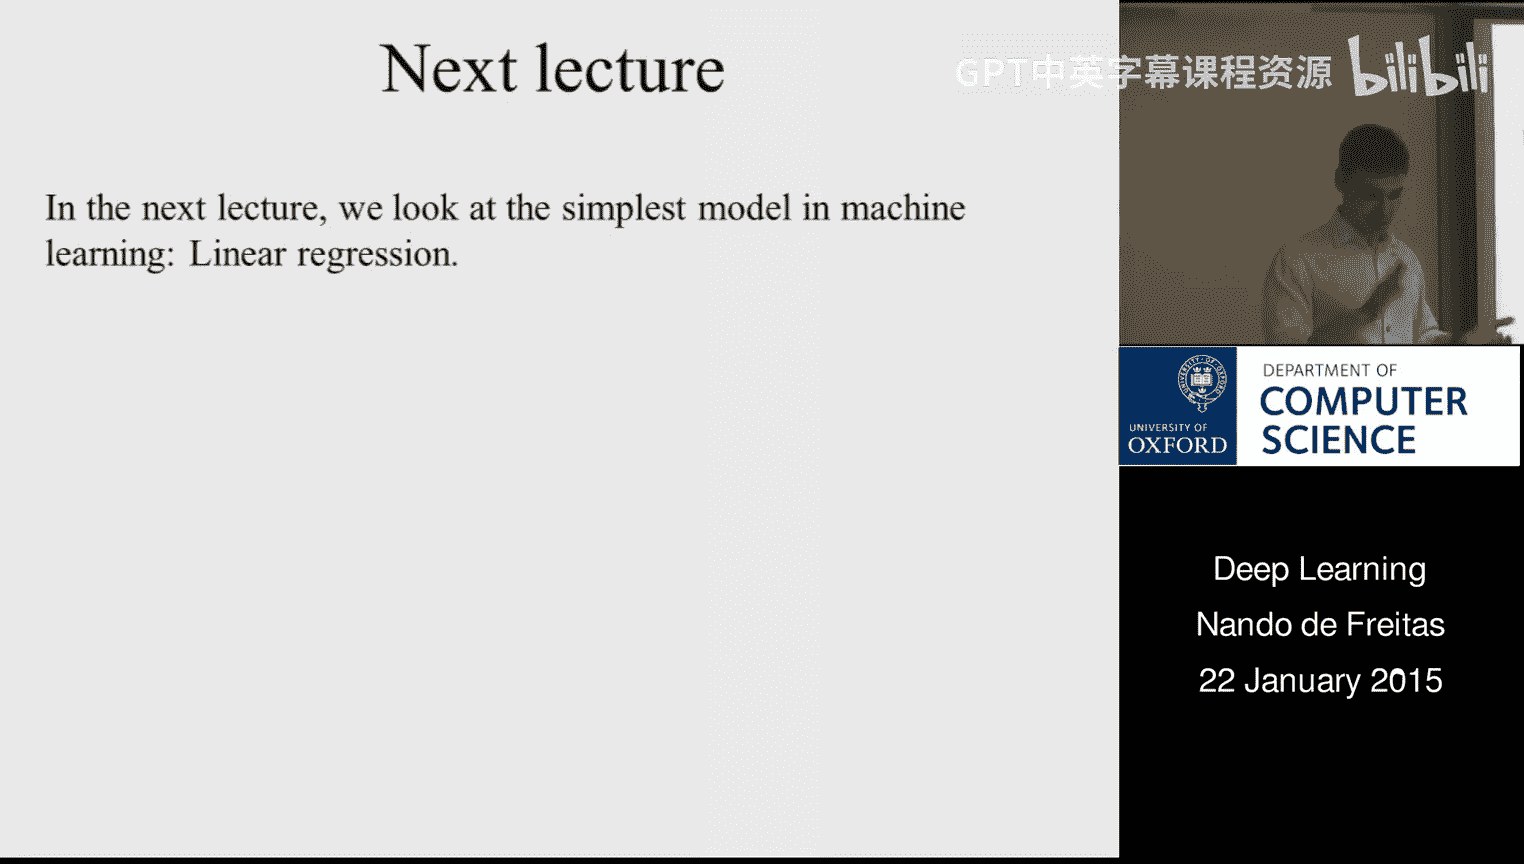 Next lecture
In the next lecture, we look at the simplest model in machine
learning: Linear regression.
GPT中英字幕课程资源 bilibili
UNIVERSITY OF
OXFORD
DEPARTMENT OF
COMPUTER
SCIENCE
Deep Learning
Nando de Freitas
22 January 2015